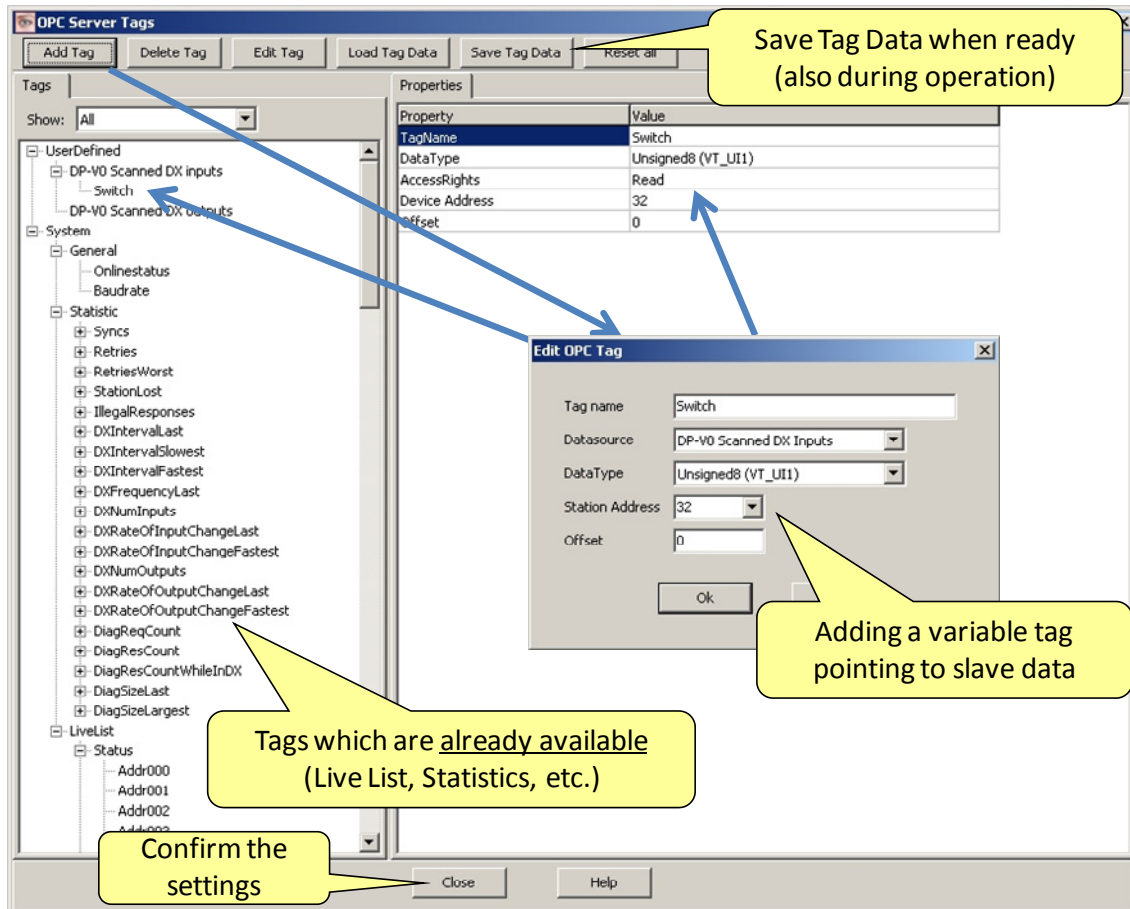 OPC Server Tags
Add Tag
Delete Tag
Edit Tag
Load Tag Data
Save Tag Data
Reset all
Save Tag Data when ready
(also during operation)
Tags
Show: All
UserDefined
DP-V0 Scanned DX inputs
Switch
DP-V0 Scanned DX outputs
System
General
Onlinestatus
Baudrate
Statistic
Syncs
Retries
RetriesWorst
StationLost
IllegalResponses
DXIntervalLast
DXIntervalSlowest
DXIntervalFastest
DXFrequencyLast
DXNumInputs
DXRateOfInputChangeLast
DXRateOfInputChangeFastest
DXNumOutputs
DXRateOfOutputChangeLast
DXRateOfOutputChangeFastest
DiagReqCount
DiagResCount
DiagResCountWhileInDX
DiagSizeLast
DiagSizeLargest
LiveList
Status
Addr000
Addr001
Addr002
Properties
Property Value
TagName Switch
DataType Unsigned8 (VT_UI1)
AccessRights Read
Device Address 32
Offset 0
Edit OPC Tag
Tag name Switch
Datasource DP-V0 Scanned DX Inputs
DataType Unsigned8 (VT_UI1)
Station Address 32
Offset 0
Ok
Adding a variable tag
pointing to slave data
Tags which are already available
(Live List, Statistics, etc.)
Confirm the
settings
Close
Help